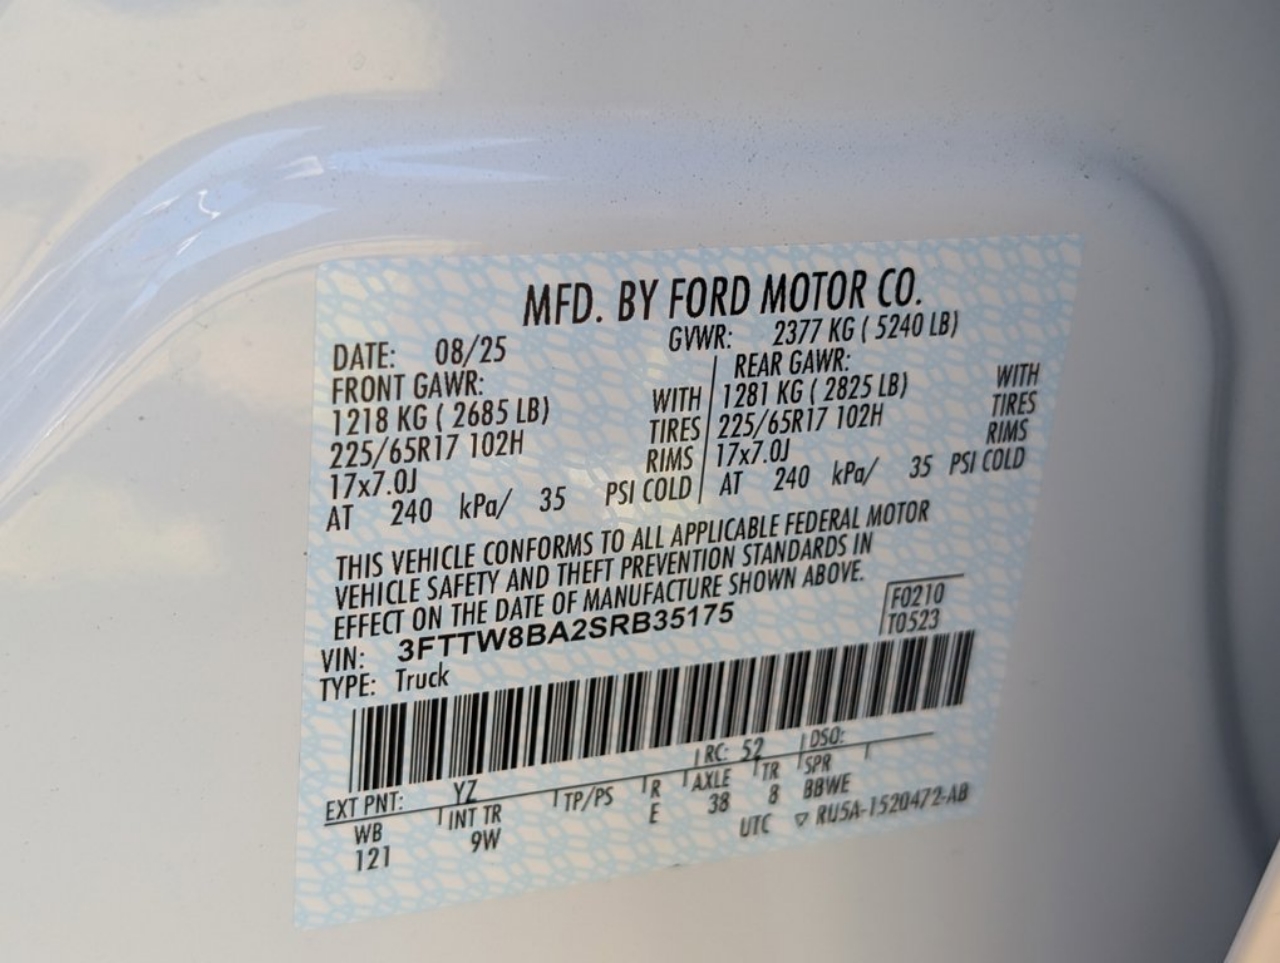 MFD. BY FORD MOTOR CO.
DATE: 08/25 GVWR: 2377 KG ( 5240 LB)
FRONT GAWR: REAR GAWR:
1218 KG ( 2685 LB) WITH 1281 KG ( 2825 LB) WITH
225/65R17 102H TIRES 225/65R17 102H TIRES
17x7.0J RIMS 17x7.0J RIMS
AT 240 kPa/ 35 PSI COLD AT 240 kPa/ 35 PSI COLD
THIS VEHICLE CONFORMS TO ALL APPLICABLE FEDERAL MOTOR
VEHICLE SAFETY AND THEFT PREVENTION STANDARDS IN
EFFECT ON THE DATE OF MANUFACTURE SHOWN ABOVE.
F0210
VIN: 3FTTW8BA2SRB35175 T0523
TYPE: Truck
EXT PNT: YZ RC: 52 DSO:
WB INT TR TP/PS R AXLE TR SPR
121 9W E 38 8 BBWE
UTC ▽ RU5A-1520472-AB